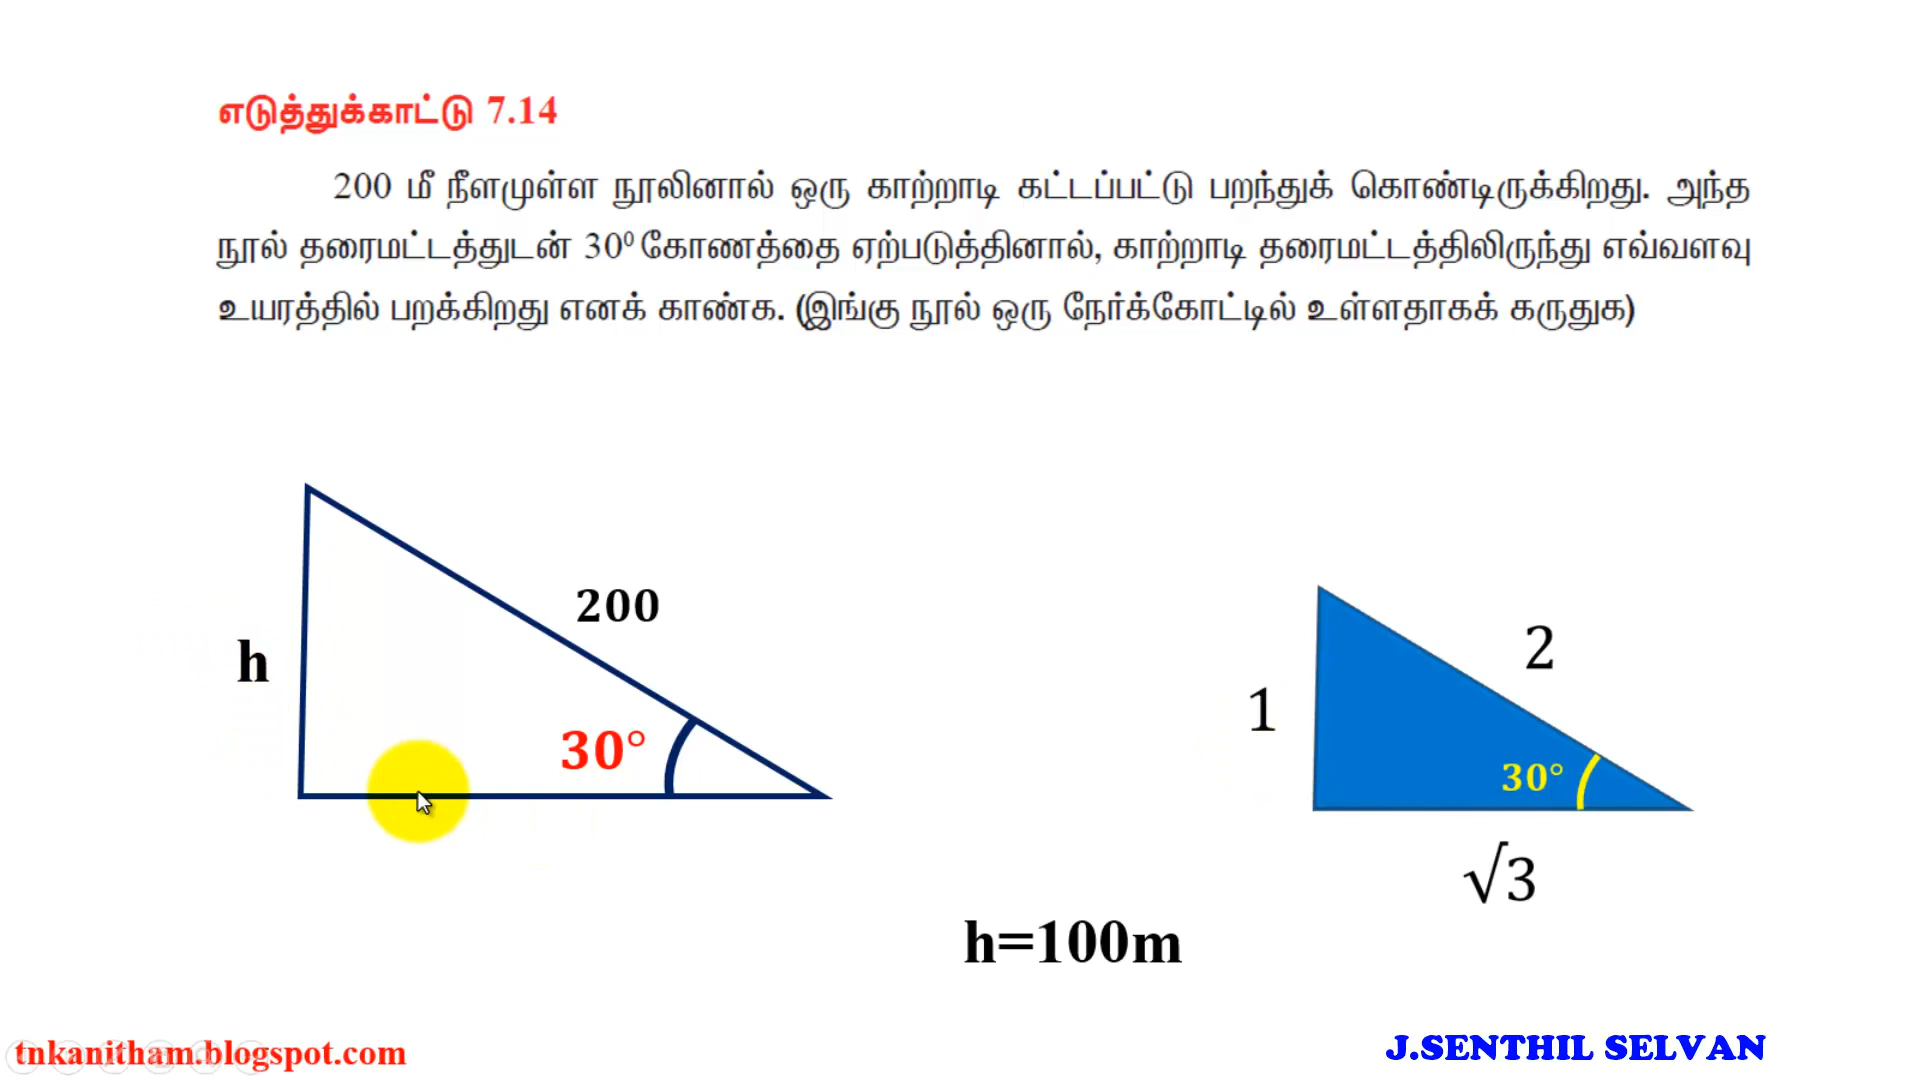 எடுத்துக்காட்டு 7.14
200 மீ நீளமுள்ள நூலினால் ஒரு காற்றாடி கட்டப்பட்டு பறந்துக் கொண்டிருக்கிறது. அந்த
நூல் தரைமட்டத்துடன் 30⁰ கோணத்தை ஏற்படுத்தினால், காற்றாடி தரைமட்டத்திலிருந்து எவ்வளவு
உயரத்தில் பறக்கிறது எனக் காண்க. (இங்கு நூல் ஒரு நேர்க்கோட்டில் உள்ளதாகக் கருதுக)
200
h
30°
2
1
30°
√3
h=100m
tnkanitham.blogspot.com
J.SENTHIL SELVAN